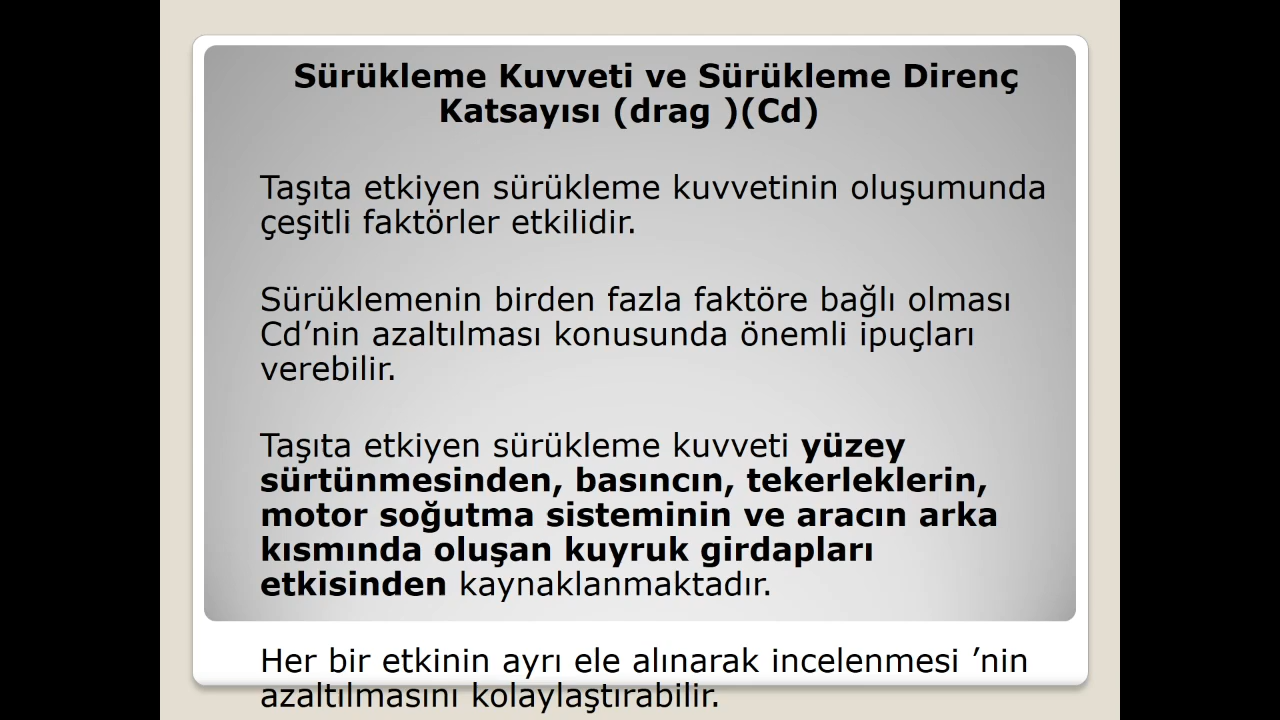 Sürükleme Kuvveti ve Sürükleme Direnç
Katsayısı (drag )(Cd)
Taşıta etkiyen sürükleme kuvvetinin oluşumunda
çeşitli faktörler etkilidir.
Sürüklemenin birden fazla faktöre bağlı olması
Cd’nin azaltılması konusunda önemli ipuçları
verebilir.
Taşıta etkiyen sürükleme kuvveti yüzey
sürtünmesinden, basıncın, tekerleklerin,
motor soğutma sisteminin ve aracın arka
kısmında oluşan kuyruk girdapları
etkisinden kaynaklanmaktadır.
Her bir etkinin ayrı ele alınarak incelenmesi ’nin
azaltılmasını kolaylaştırabilir.